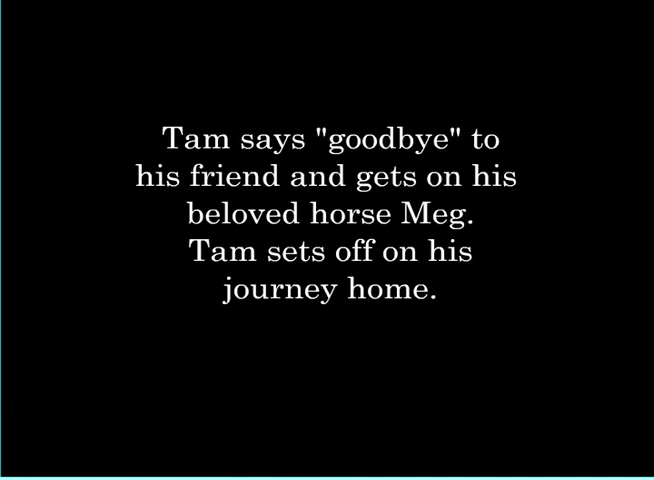 Tam says "goodbye" to
his friend and gets on his
beloved horse Meg.
Tam sets off on his
journey home.